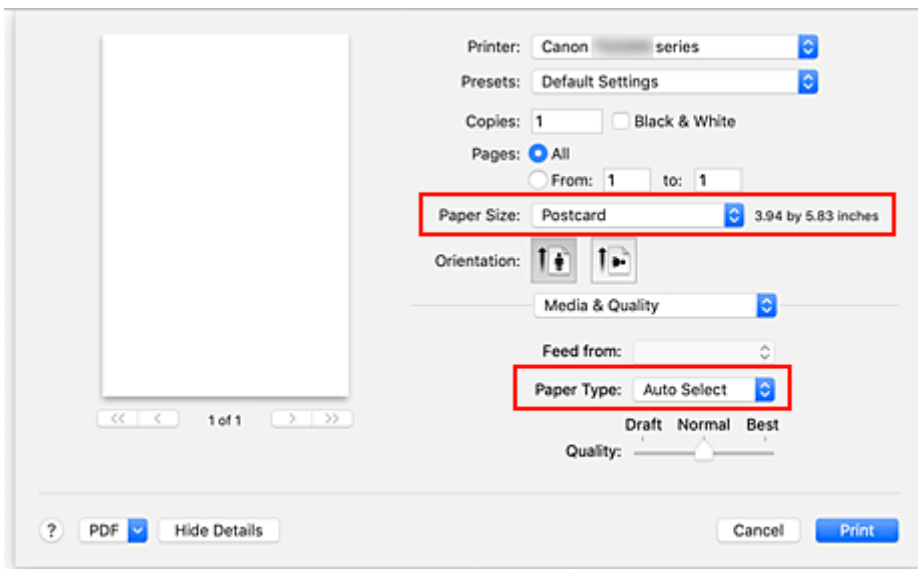 Printer: Canon series
Presets: Default Settings
Copies: 1 Black & White
Pages: All
From: 1 to: 1
Paper Size: Postcard 3.94 by 5.83 inches
Orientation:
Media & Quality
Feed from:
Paper Type: Auto Select
<< < 1 of 1 > >>
Draft Normal Best
Quality:
? PDF Hide Details Cancel Print